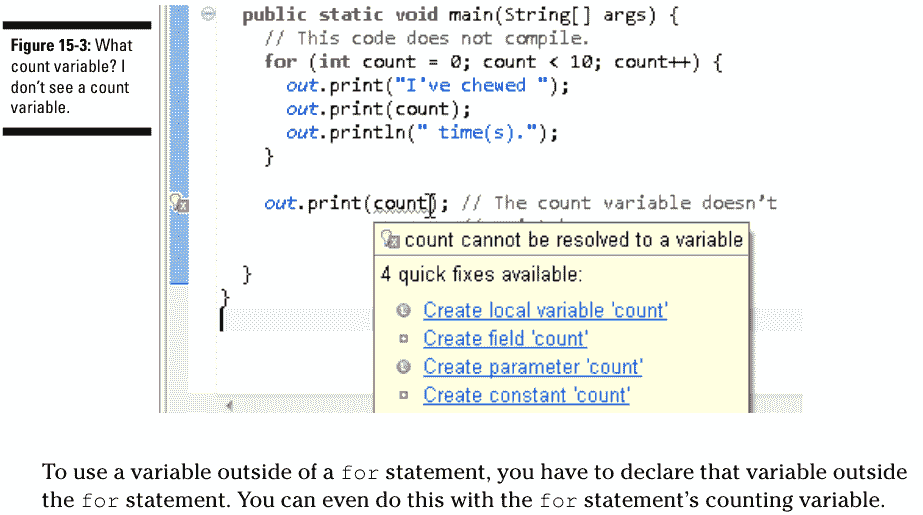 Figure 15-3: What
count variable? I
don't see a count
variable.
public static void main(String[] args) {
// This code does not compile.
for (int count = 0; count < 10; count++) {
out.print("I've chewed ");
out.print(count);
out.println(" time(s).");
}
out.print(count); // The count variable doesn't
count cannot be resolved to a variable
4 quick fixes available:
Create local variable 'count'
Create field 'count'
Create parameter 'count'
Create constant 'count'
}
}
To use a variable outside of a for statement, you have to declare that variable outside
the for statement. You can even do this with the for statement's counting variable.